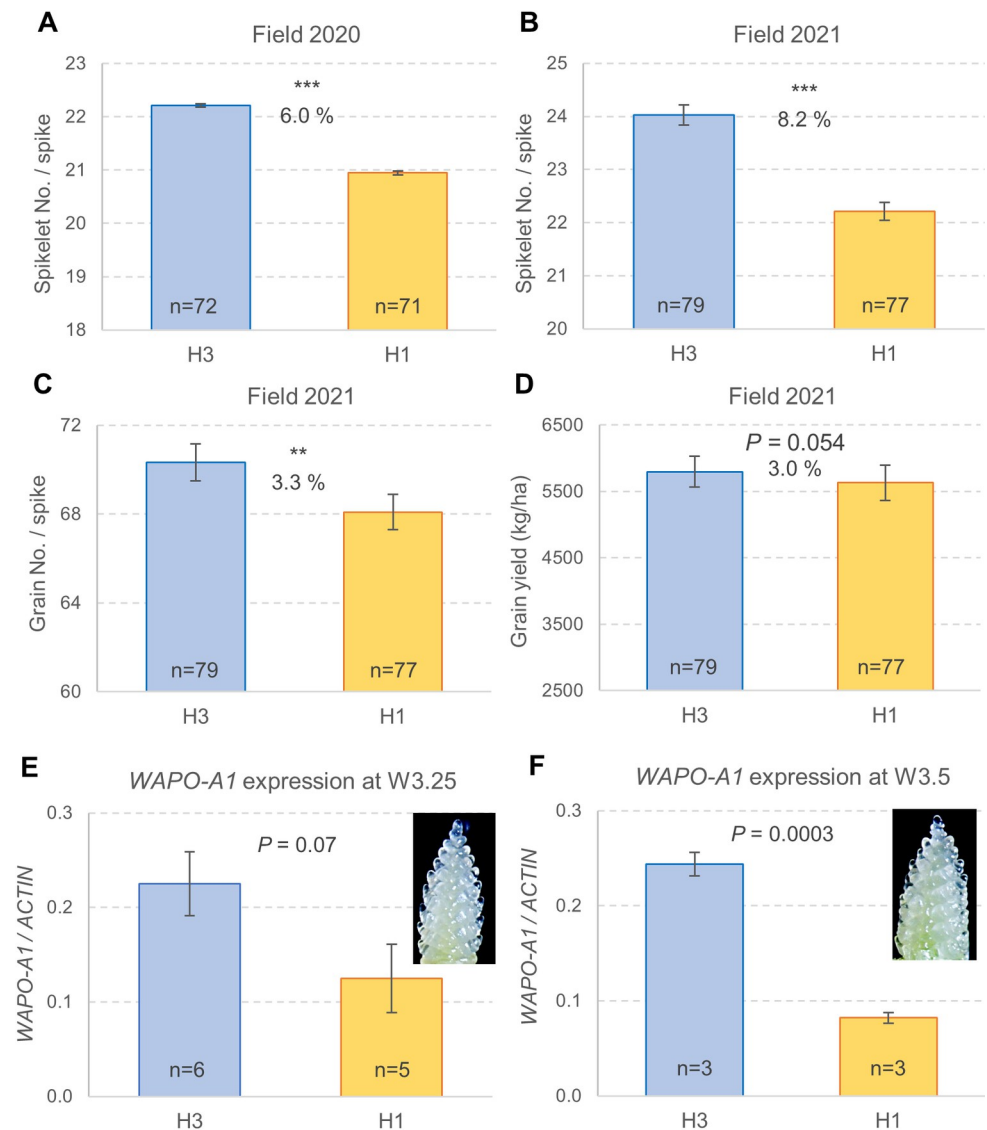 A
Field 2020
Spikelet No. / spike
23
22
21
20
19
18
***
6.0 %
n=72
n=71
H3
H1
B
Field 2021
Spikelet No. / spike
25
24
23
22
21
20
***
8.2 %
n=79
n=77
H3
H1
C
Field 2021
Grain No. / spike
72
68
64
60
**
3.3 %
n=79
n=77
H3
H1
D
Field 2021
Grain yield (kg/ha)
6500
5500
4500
3500
2500
P = 0.054
3.0 %
n=79
n=77
H3
H1
E
WAPO-A1 expression at W3.25
WAPO-A1 / ACTIN
0.3
0.2
0.1
0.0
P = 0.07
n=6
n=5
H3
H1
F
WAPO-A1 expression at W3.5
WAPO-A1 / ACTIN
0.3
0.2
0.1
0.0
P = 0.0003
n=3
n=3
H3
H1